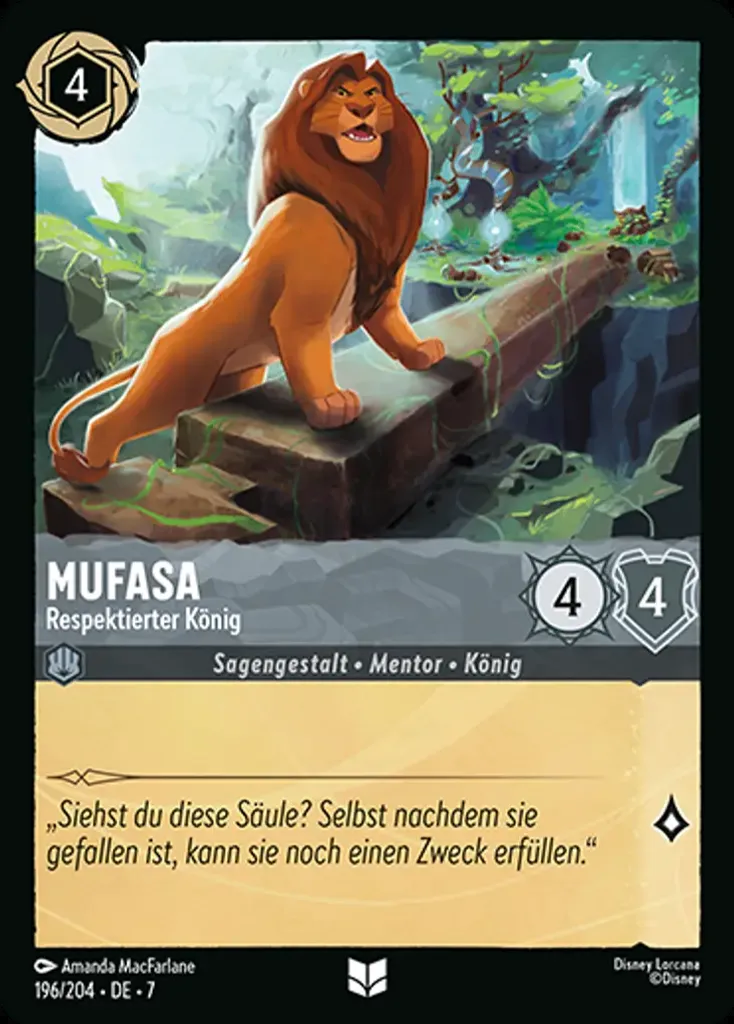 4
MUFASA
Respektierter König
4 4
Sagengestalt • Mentor • König
„Siehst du diese Säule? Selbst nachdem sie
gefallen ist, kann sie noch einen Zweck erfüllen.“
Amanda MacFarlane
196/204 • DE • 7
Disney Lorcana
©Disney